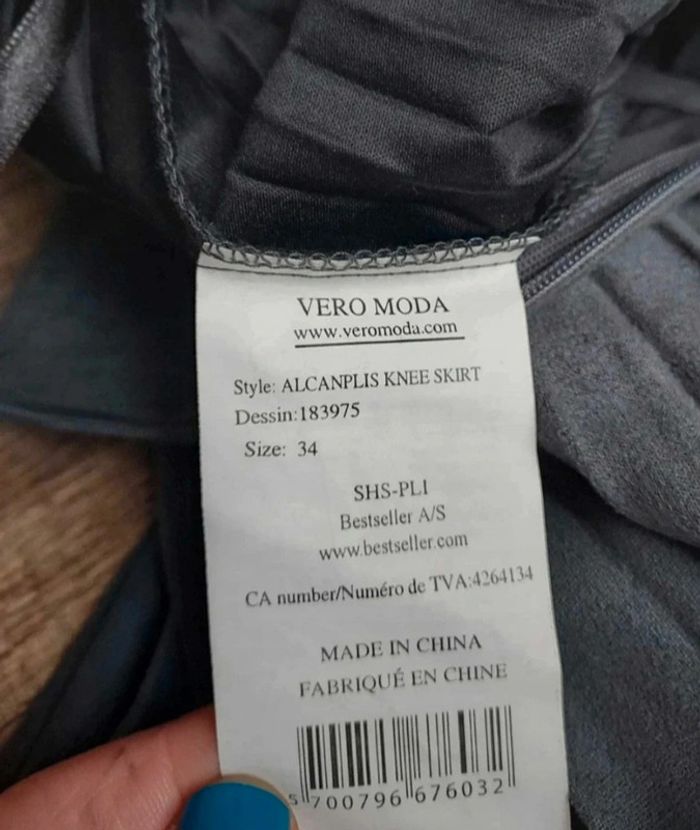 VERO MODA
www.veromoda.com
Style: ALCANPLIS KNEE SKIRT
Dessin:183975
Size: 34
SHS-PLI
Bestseller A/S
www.bestseller.com
CA number/Numéro de TVA:4264134
MADE IN CHINA
FABRIQUÉ EN CHINE
5 700796 676032